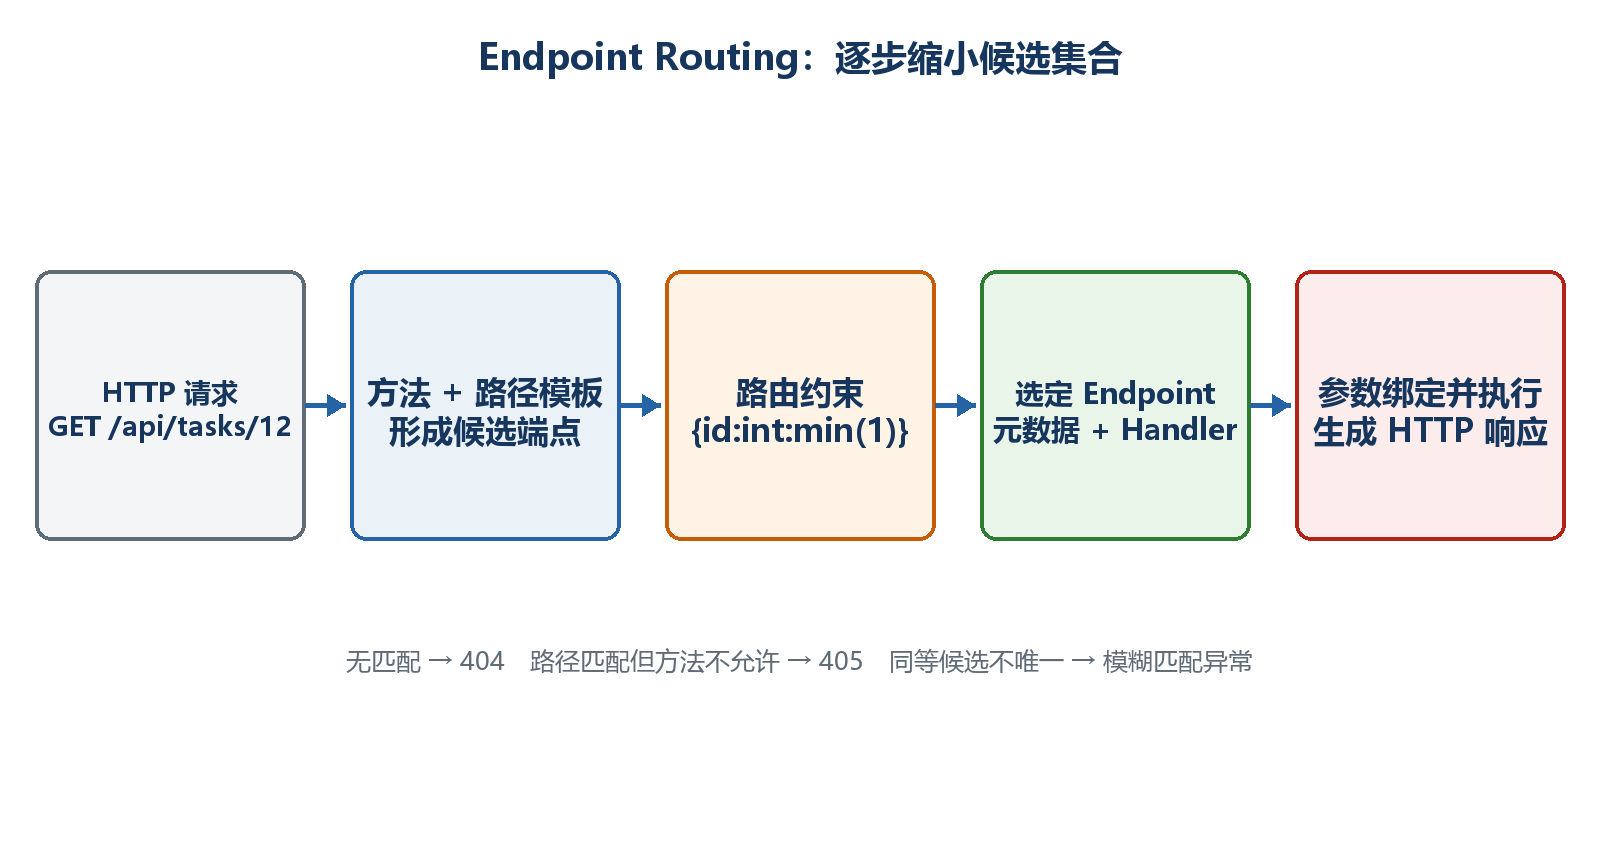 Endpoint Routing：逐步缩小候选集合
HTTP 请求
GET /api/tasks/12
方法 + 路径模板
形成候选端点
路由约束
{id:int:min(1)}
选定 Endpoint
元数据 + Handler
参数绑定并执行
生成 HTTP 响应
无匹配 → 404 路径匹配但方法不允许 → 405 同等候选不唯一 → 模糊匹配异常